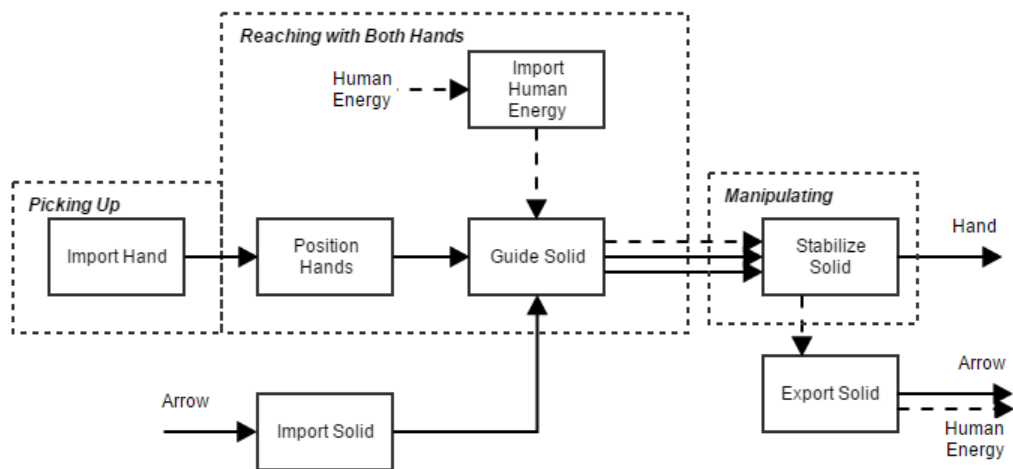 Reaching with Both Hands
Human
Energy
Import
Human
Energy
Picking Up
Manipulating
Import Hand
Position
Hands
Guide Solid
Stabilize
Solid
Hand
Arrow
Import Solid
Export Solid
Arrow
Human
Energy